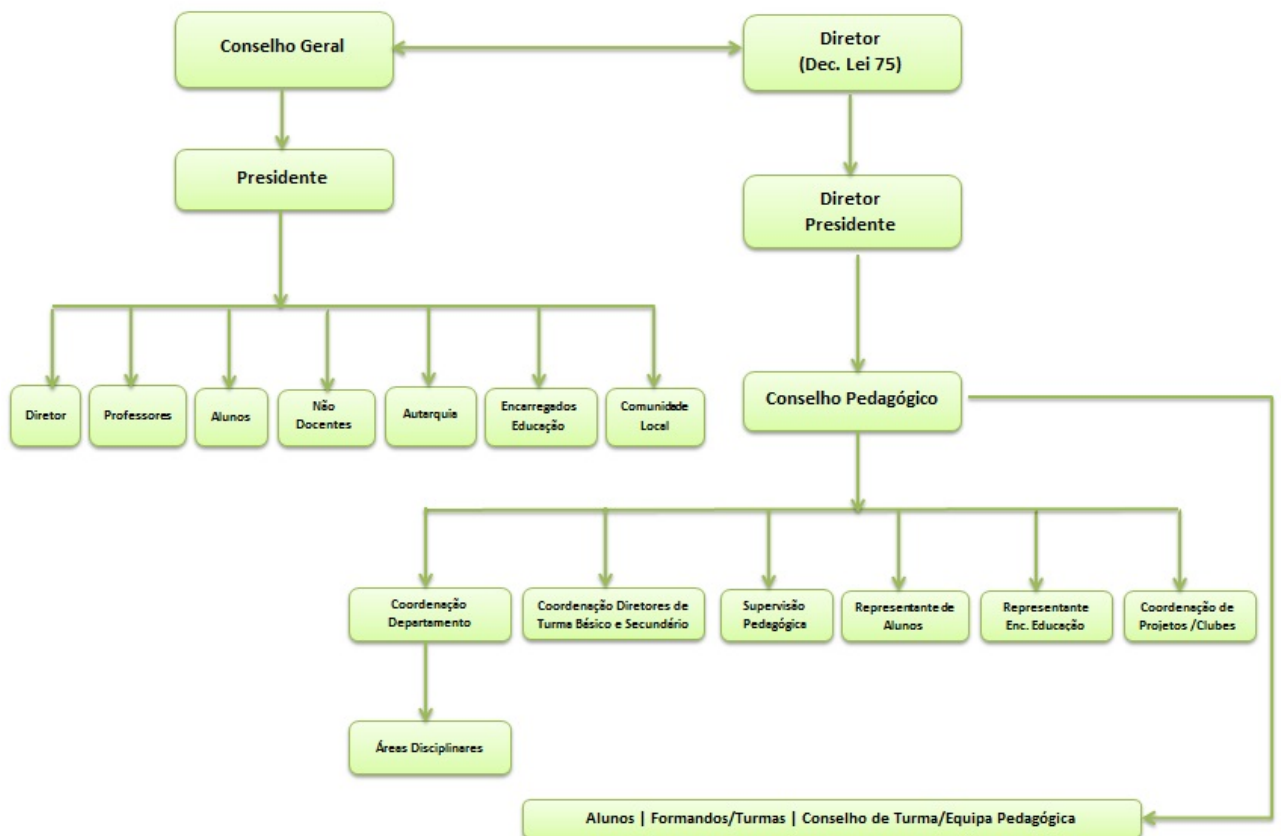 Conselho Geral
Diretor
(Dec. Lei 75)
Presidente
Diretor
Presidente
Diretor
Professores
Alunos
Não
Docentes
Autarquia
Encarregados
Educação
Comunidade
Local
Conselho Pedagógico
Coordenação
Departamento
Coordenação Diretores de
Turma Básico e Secundário
Supervisão
Pedagógica
Representante de
Alunos
Representante
Enc. Educação
Coordenação de
Projetos /Clubes
Áreas Disciplinares
Alunos | Formandos/Turmas | Conselho de Turma/Equipa Pedagógica